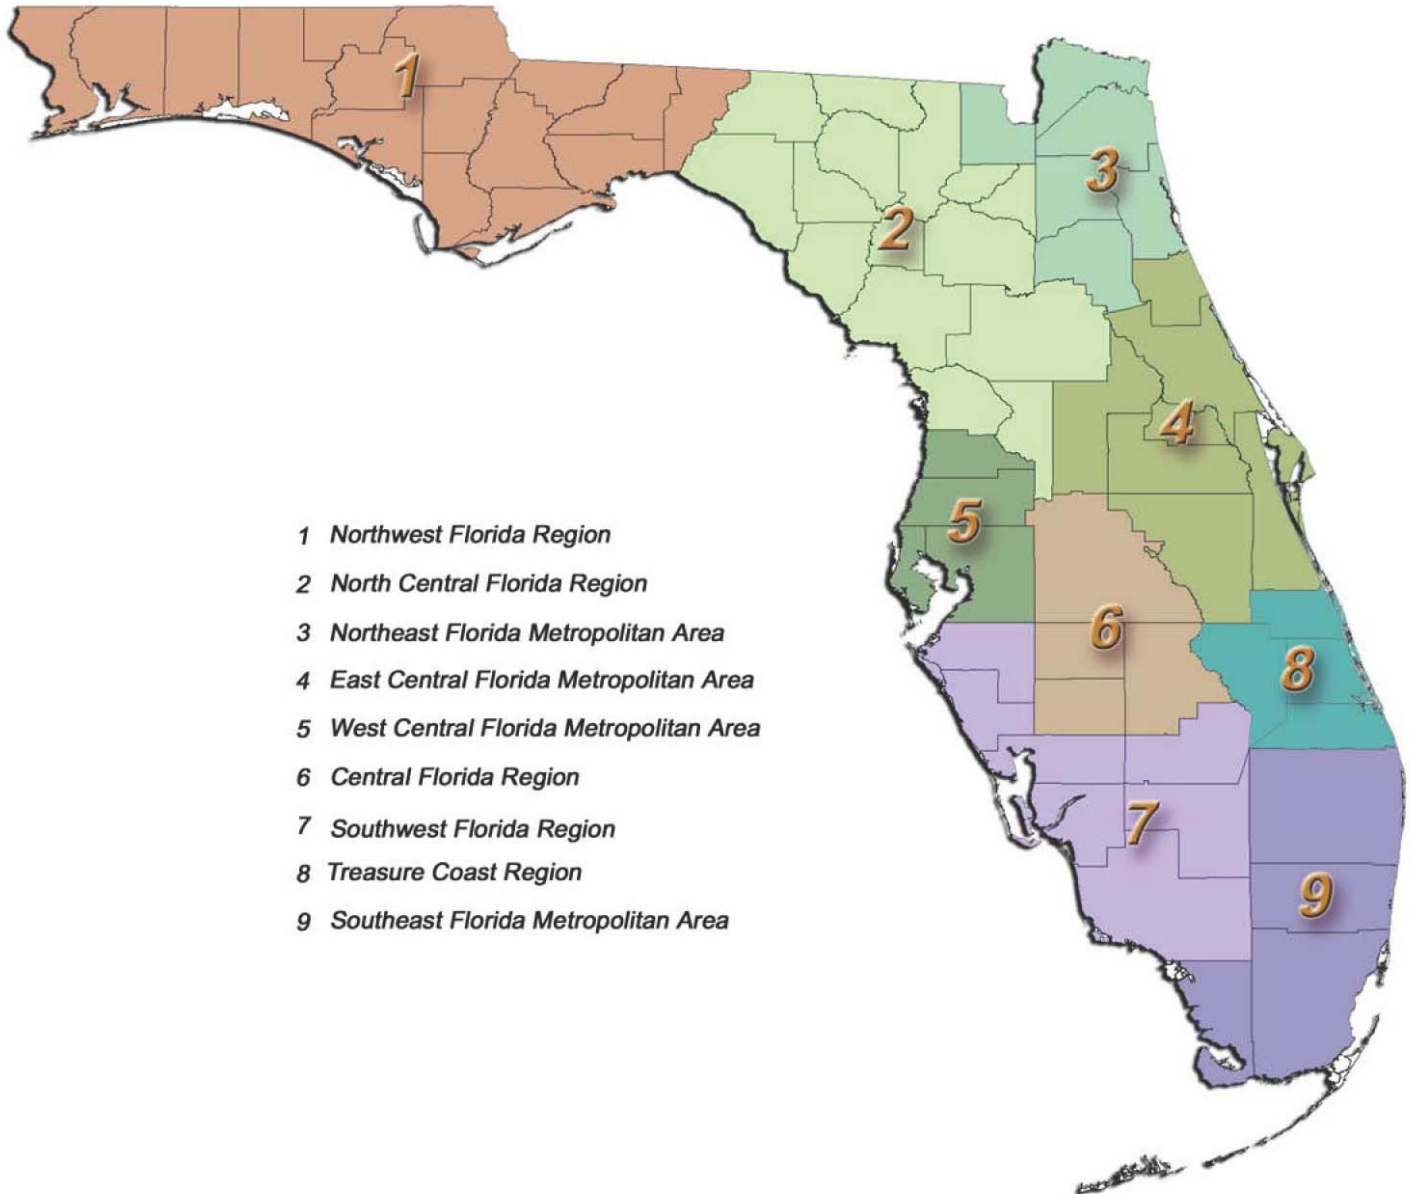 1
3
2
4
5
1 Northwest Florida Region
2 North Central Florida Region
3 Northeast Florida Metropolitan Area
4 East Central Florida Metropolitan Area
5 West Central Florida Metropolitan Area
6 Central Florida Region
7 Southwest Florida Region
8 Treasure Coast Region
9 Southeast Florida Metropolitan Area
6
8
7
9